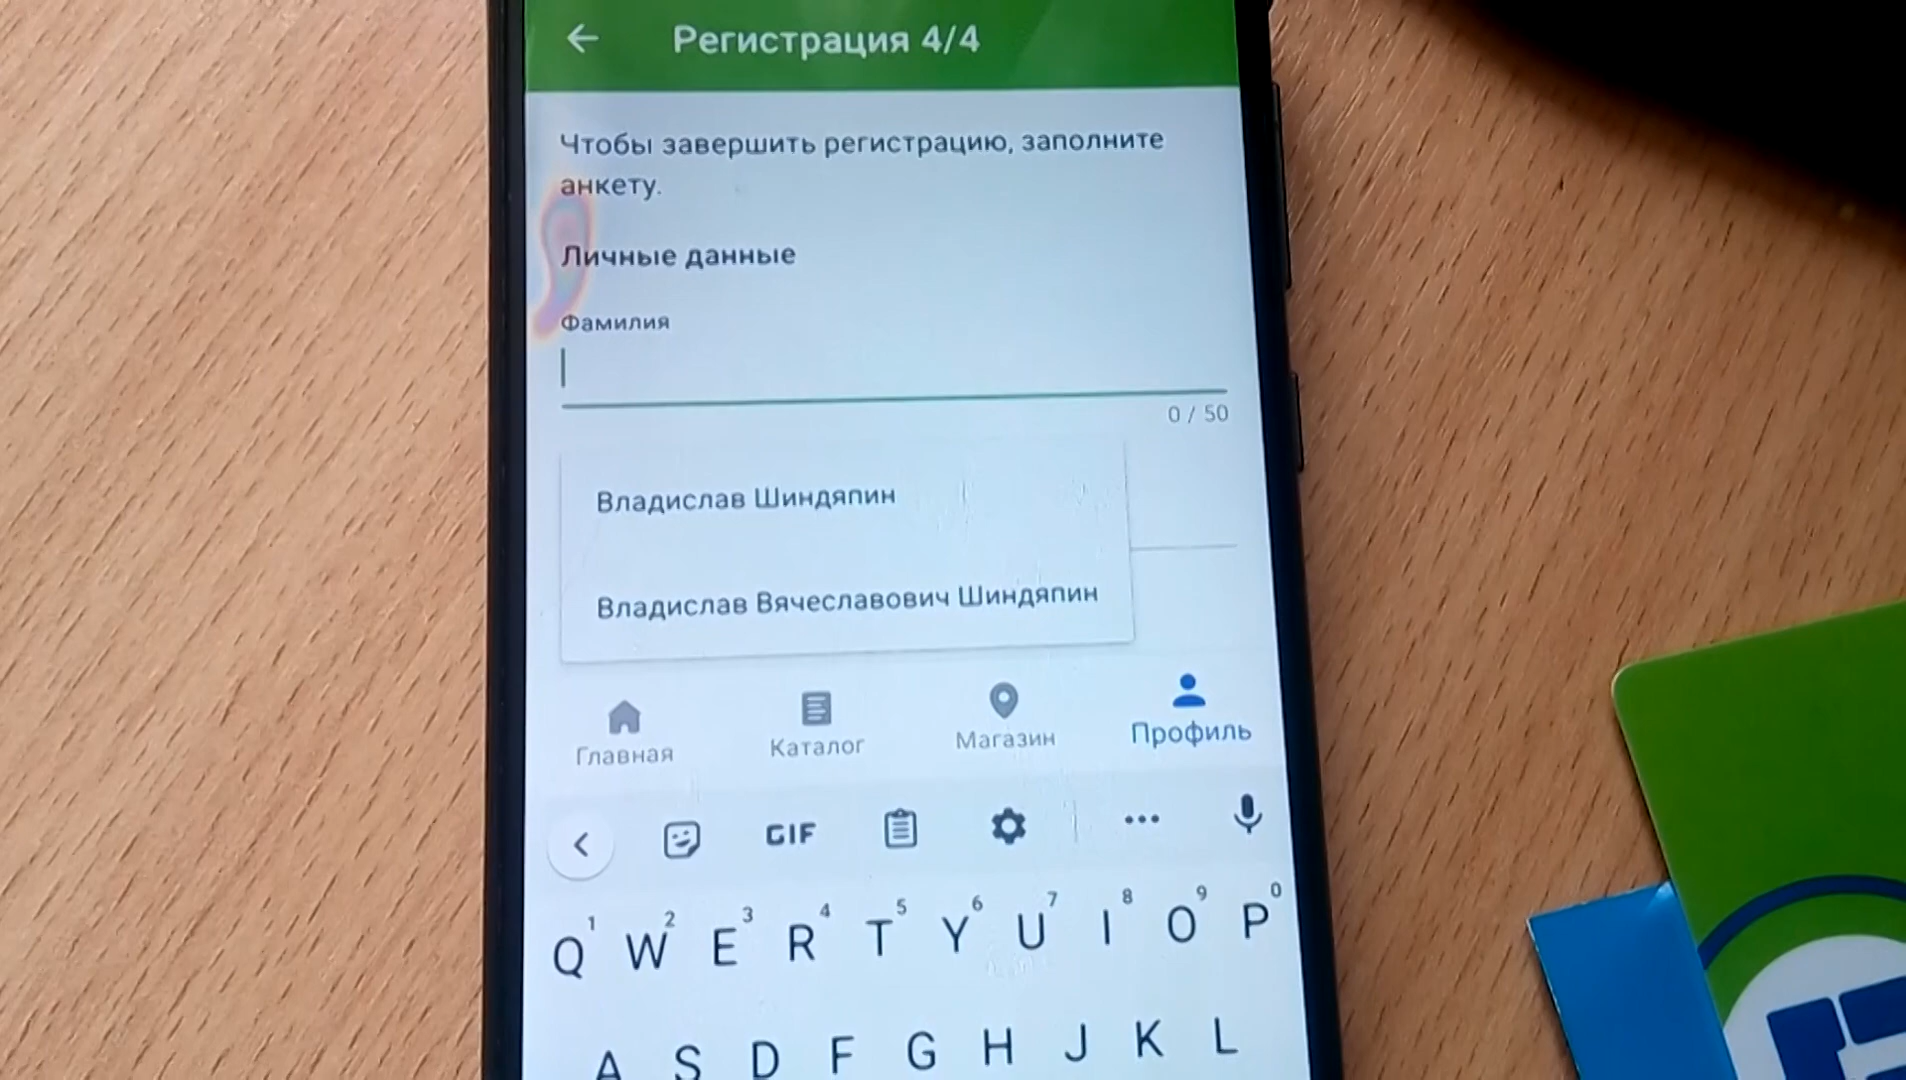 Регистрация 4/4
Чтобы завершить регистрацию, заполните
анкету.
Личные данные
Фамилия
0 / 50
Владислав Шиндяпин
Владислав Вячеславович Шиндяпин
Главная Каталог Магазин Профиль
GIF
1 2 3 4 5 6 7 8 9 0
Q W E R T Y U I O P
A S D F G H J K L